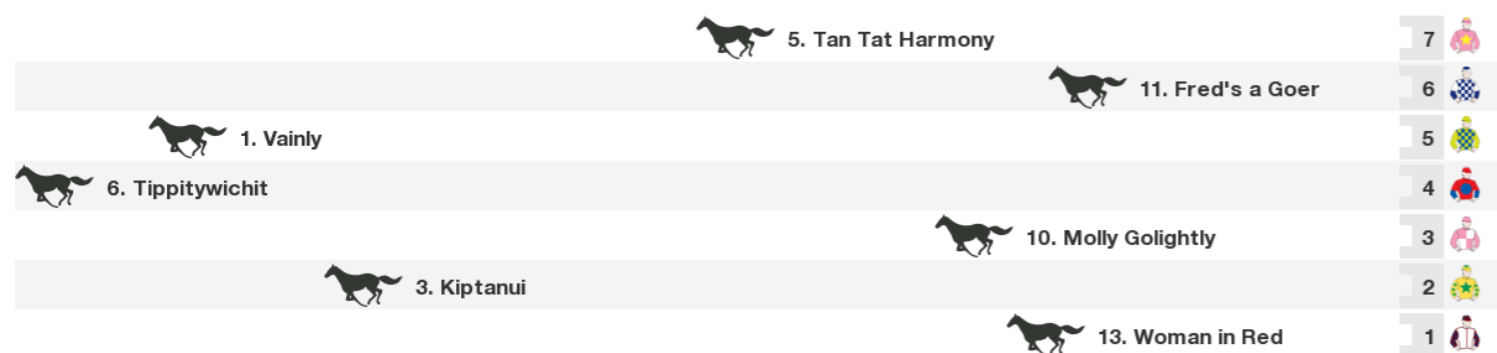 5. Tan Tat Harmony 7
11. Fred's a Goer 6
1. Vainly 5
6. Tippitywichit 4
10. Molly Golightly 3
3. Kiptanui 2
13. Woman in Red 1